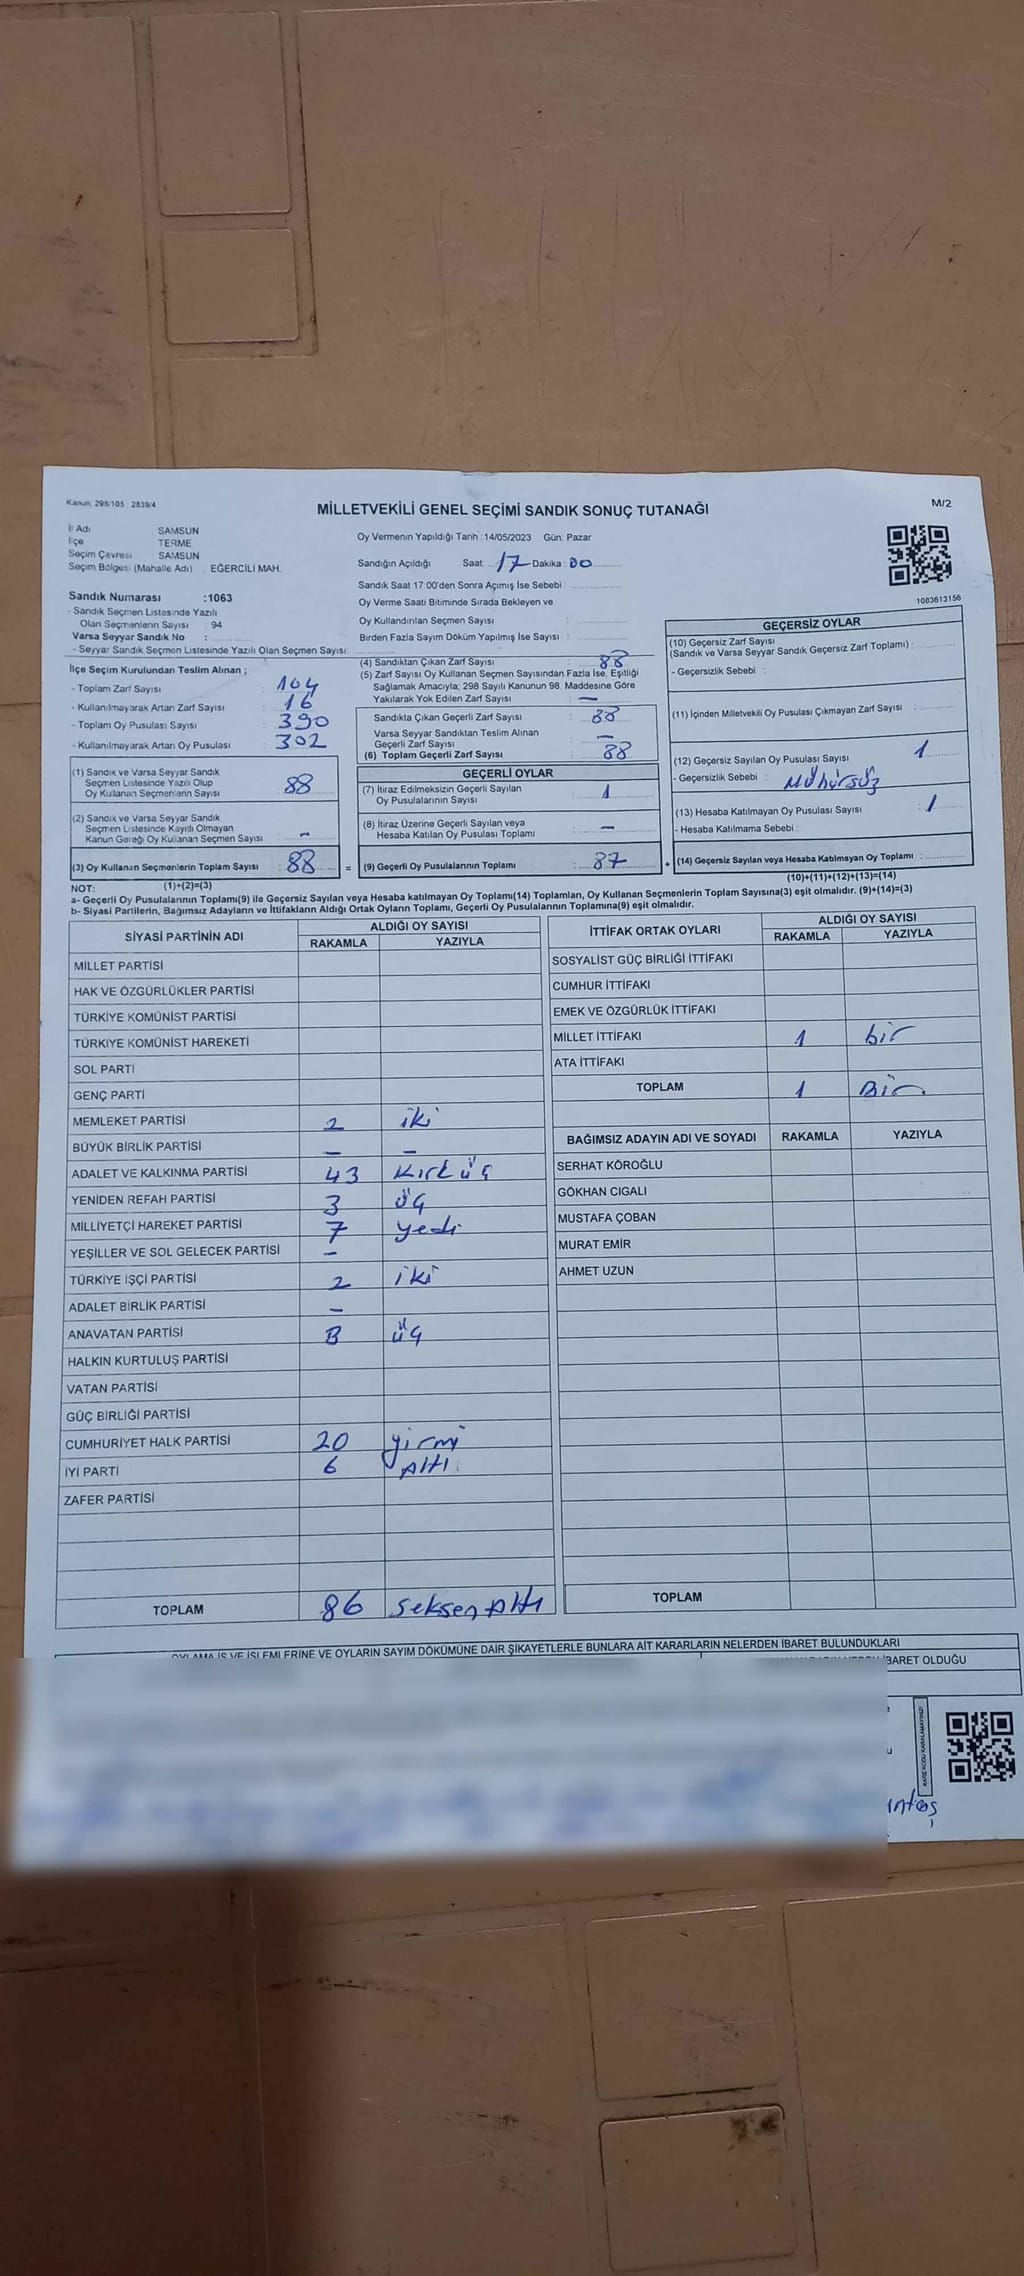 Kanun: 298/105 2839/4
MİLLETVEKİLİ GENEL SEÇİMİ SANDIK SONUÇ TUTANAĞI
M/2
İl Adı SAMSUN
İlçe TERME
Seçim Çevresi SAMSUN
Seçim Bölgesi (Mahalle Adı) EĞERCİLİ MAH.
Sandık Numarası :1063
- Sandık Seçmen Listesinde Yazılı
Olan Seçmenlerin Sayısı : 94
Varsa Seyyar Sandık No :
- Seyyar Sandık Seçmen Listesinde Yazılı Olan Seçmen Sayısı:
Oy Vermenin Yapıldığı Tarih :14/05/2023 Gün: Pazar
Sandığın Açıldığı Saat 17 Dakika 00
Sandık Saat 17:00'den Sonra Açımış İse Sebebi :
Oy Verme Saati Bitiminde Sırada Bekleyen ve
Oy Kullandırılan Seçmen Sayısı :
Birden Fazla Sayım Döküm Yapılmış İse Sayısı :
1083613156
İlçe Seçim Kurulundan Teslim Alınan ;
- Toplam Zarf Sayısı : 104
- Kullanılmayarak Artan Zarf Sayısı : 16
- Toplam Oy Pusulası Sayısı : 390
- Kullanılmayarak Artan Oy Pusulası : 302
(1) Sandık ve Varsa Seyyar Sandık
Seçmen Listesinde Yazılı Olup
Oy Kullanan Seçmenlerin Sayısı : 88
(2) Sandık ve Varsa Seyyar Sandık
Seçmen Listesinde Kayıtlı Olmayan
Kanun Gereği Oy Kullanan Seçmen Sayısı : -
(3) Oy Kullanan Seçmenlerin Toplam Sayısı : 88
(1)+(2)=(3)
(4) Sandıktan Çıkan Zarf Sayısı : 88
(5) Zarf Sayısı Oy Kullanan Seçmen Sayısından Fazla İse, Eşitliği
Sağlamak Amacıyla; 298 Sayılı Kanunun 98. Maddesine Göre
Yakılarak Yok Edilen Zarf Sayısı : -
Sandıkta Çıkan Geçerli Zarf Sayısı : 88
Varsa Seyyar Sandıktan Teslim Alınan
Geçerli Zarf Sayısı : -
(6) Toplam Geçerli Zarf Sayısı : 88
GEÇERLİ OYLAR
(7) İtiraz Edilmeksizin Geçerli Sayılan
Oy Pusulalarının Sayısı : 1
(8) İtiraz Üzerine Geçerli Sayılan veya
Hesaba Katılan Oy Pusulası Toplamı : -
= (9) Geçerli Oy Pusulalarının Toplamı : 87
GEÇERSİZ OYLAR
(10) Geçersiz Zarf Sayısı
(Sandık ve Varsa Seyyar Sandık Geçersiz Zarf Toplamı) :
- Geçersizlik Sebebi :
(11) İçinden Milletvekili Oy Pusulası Çıkmayan Zarf Sayısı :
(12) Geçersiz Sayılan Oy Pusulası Sayısı : 1
- Geçersizlik Sebebi : Mühürsüz
(13) Hesaba Katılmayan Oy Pusulası Sayısı : 1
- Hesaba Katılmama Sebebi :
+ (14) Geçersiz Sayılan veya Hesaba Katılmayan Oy Toplamı :
(10)+(11)+(12)+(13)=(14)
NOT:
a- Geçerli Oy Pusulalarının Toplamı(9) ile Geçersiz Sayılan veya Hesaba katılmayan Oy Toplamı(14) Toplamları, Oy Kullanan Seçmenlerin Toplam Sayısına(3) eşit olmalıdır. (9)+(14)=(3)
b- Siyasi Partilerin, Bağımsız Adayların ve İttifakların Aldığı Ortak Oyların Toplamı, Geçerli Oy Pusulalarının Toplamına(9) eşit olmalıdır.
SİYASİ PARTİNİN ADI ALDIĞI OY SAYISI
RAKAMLA YAZIYLA
MİLLET PARTİSİ
HAK VE ÖZGÜRLÜKLER PARTİSİ
TÜRKİYE KOMÜNİST PARTİSİ
TÜRKİYE KOMÜNİST HAREKETİ
SOL PARTİ
GENÇ PARTİ
MEMLEKET PARTİSİ 2 iki
BÜYÜK BİRLİK PARTİSİ - -
ADALET VE KALKINMA PARTİSİ 43 Kırk üç
YENİDEN REFAH PARTİSİ 3 üç
MİLLİYETÇİ HAREKET PARTİSİ 7 yedi
YEŞİLLER VE SOL GELECEK PARTİSİ -
TÜRKİYE İŞÇİ PARTİSİ 2 iki
ADALET BİRLİK PARTİSİ -
ANAVATAN PARTİSİ 3 üç
HALKIN KURTULUŞ PARTİSİ
VATAN PARTİSİ
GÜÇ BİRLİĞİ PARTİSİ
CUMHURİYET HALK PARTİSİ 20 yirmi
İYİ PARTİ 6 Altı
ZAFER PARTİSİ
TOPLAM 86 Seksen Altı
İTTİFAK ORTAK OYLARI ALDIĞI OY SAYISI
RAKAMLA YAZIYLA
SOSYALİST GÜÇ BİRLİĞİ İTTİFAKI
CUMHUR İTTİFAKI
EMEK VE ÖZGÜRLÜK İTTİFAKI
MİLLET İTTİFAKI 1 bir
ATA İTTİFAKI
TOPLAM 1 Bir
BAĞIMSIZ ADAYIN ADI VE SOYADI RAKAMLA YAZIYLA
SERHAT KÖROĞLU
GÖKHAN CIGALI
MUSTAFA ÇOBAN
MURAT EMİR
AHMET UZUN
TOPLAM
OYLAMA İŞ VE İŞLEMLERİNE VE OYLARIN SAYIM DÖKÜMÜNE DAİR ŞİKAYETLERLE BUNLARA AİT KARARLARIN NELERDEN İBARET BULUNDUKLARI
İBARET OLDUĞU
KARE KODU KARALAMAYINIZ!